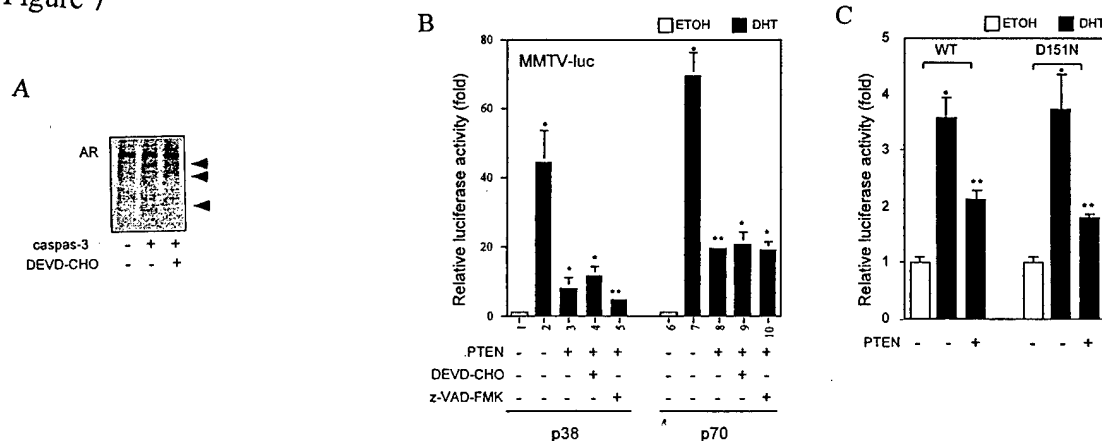 Figure 7
A
AR
caspas-3 - + +
DEVD-CHO - - +
B
ETOH DHT
Relative luciferase activity (fold)
80
60
40
20
0
MMTV-luc
* * * ** * ** * *
1 2 3 4 5 6 7 8 9 10
PTEN - - + + + - - + + +
DEVD-CHO - - - + - - - - + -
z-VAD-FMK - - - - + - - - - +
p38 p70
C
ETOH DHT
Relative luciferase activity (fold)
5
4
3
2
1
0
WT D151N
* ** * **
PTEN - - + - - +